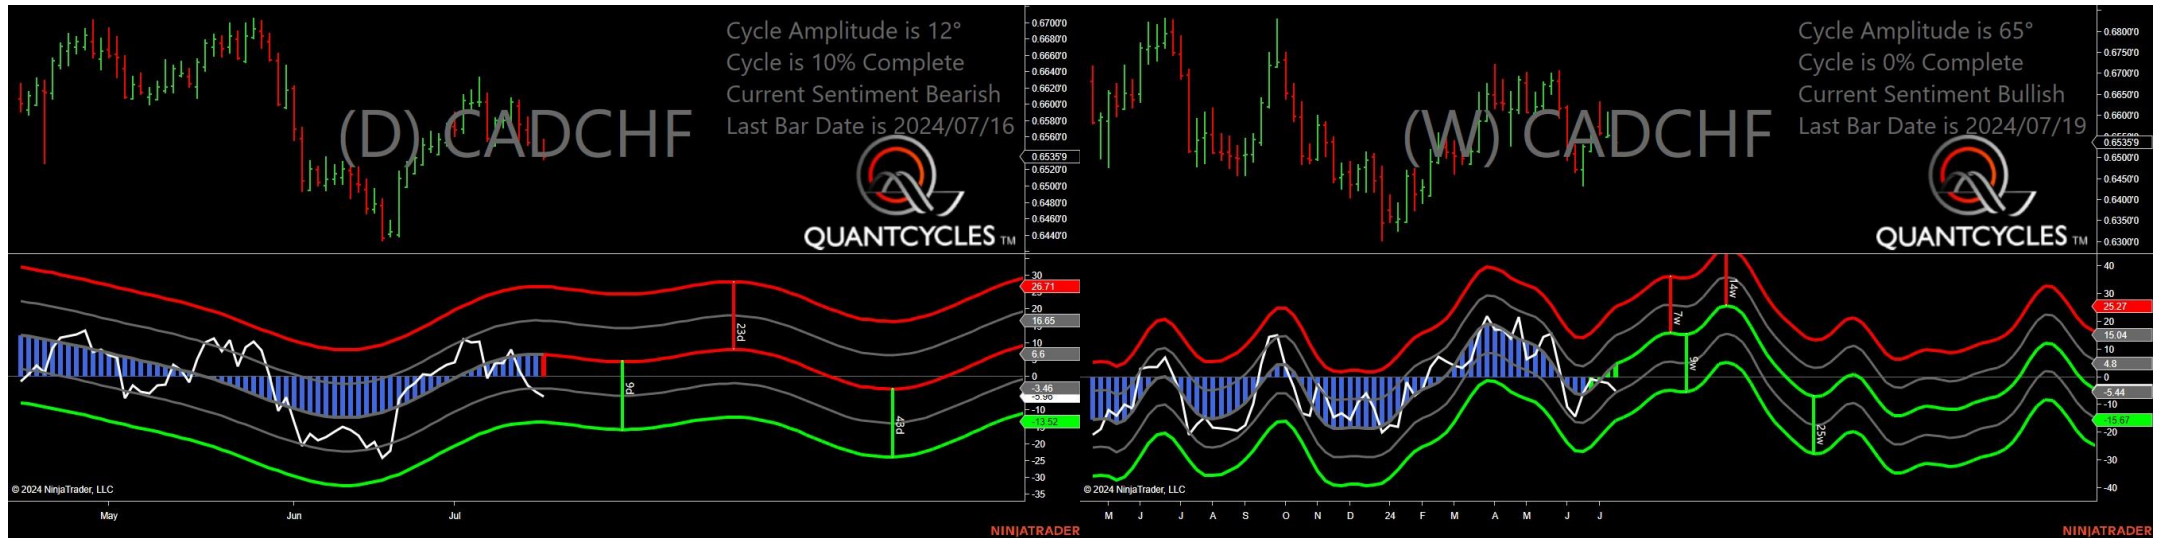 Cycle Amplitude is 12°
Cycle is 10% Complete
Current Sentiment Bearish
Last Bar Date is 2024/07/16
(D) CADCHF
QUANTCYCLES TM
0.6700'0
0.6680'0
0.6660'0
0.6640'0
0.6620'0
0.6600'0
0.6580'0
0.6560'0
0.6535'9
0.6520'0
0.6500'0
0.6480'0
0.6460'0
0.6440'0
30
26.71
20
16.65
10
6.6
0
-3.46
-5.96
-10
-13.52
-20
-25
-30
-35
23d
9d
43d
© 2024 NinjaTrader, LLC
May
Jun
Jul
NINJATRADER
Cycle Amplitude is 65°
Cycle is 0% Complete
Current Sentiment Bullish
Last Bar Date is 2024/07/19
(W) CADCHF
QUANTCYCLES TM
0.6800'0
0.6750'0
0.6700'0
0.6650'0
0.6600'0
0.6535'9
0.6500'0
0.6450'0
0.6400'0
0.6350'0
0.6300'0
40
30
25.27
20
15.04
10
4.8
0
-5.44
-10
-15.67
-20
-30
-40
7w
14w
9w
25w
© 2024 NinjaTrader, LLC
M J J A S O N D 24 F M A M J J
NINJATRADER